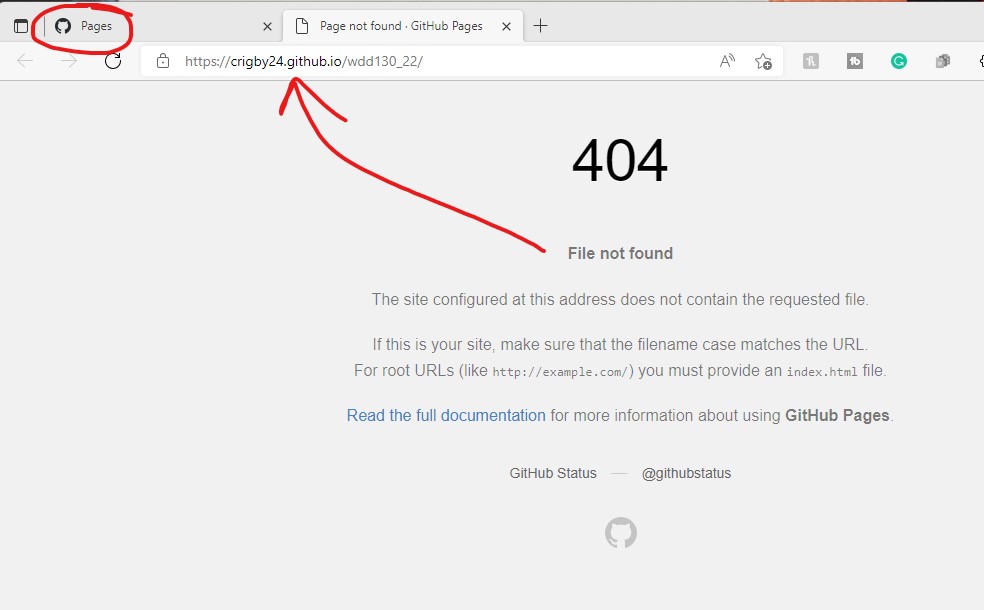 Pages
Page not found · GitHub Pages
https://crigby24.github.io/wdd130_22/
404
File not found
The site configured at this address does not contain the requested file.
If this is your site, make sure that the filename case matches the URL.
For root URLs (like http://example.com/) you must provide an index.html file.
Read the full documentation for more information about using GitHub Pages.
GitHub Status — @githubstatus